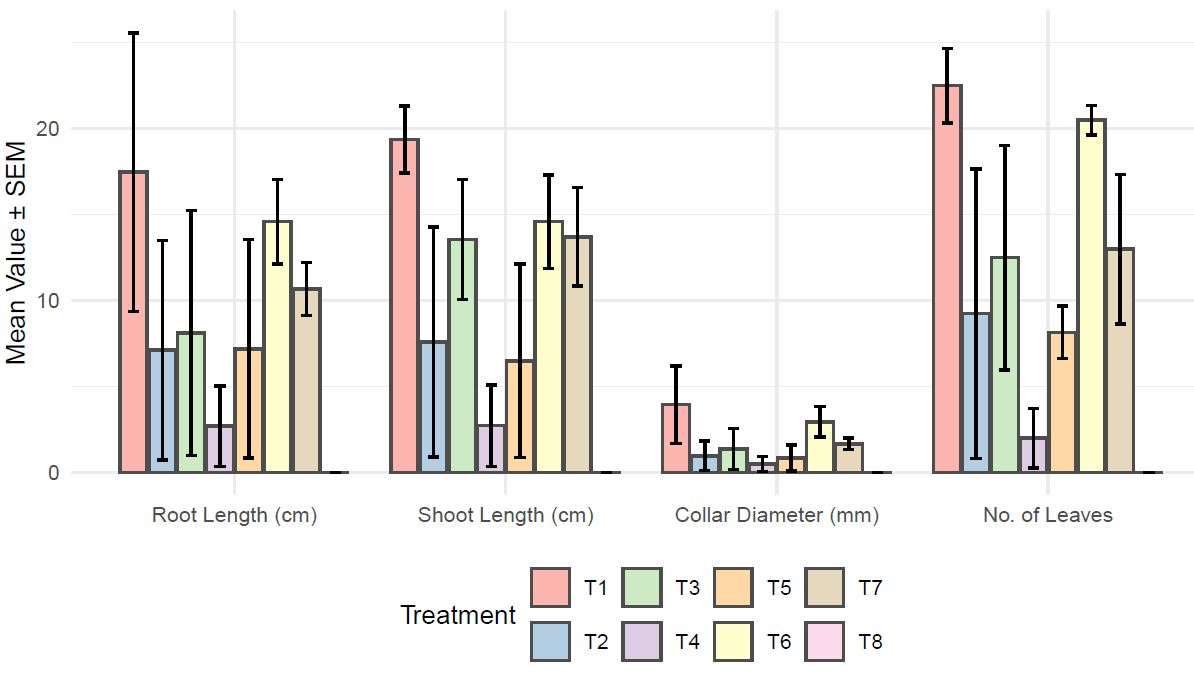 Mean Value ± SEM
20
10
0
Root Length (cm) Shoot Length (cm) Collar Diameter (mm) No. of Leaves
Treatment
T1 T3 T5 T7
T2 T4 T6 T8